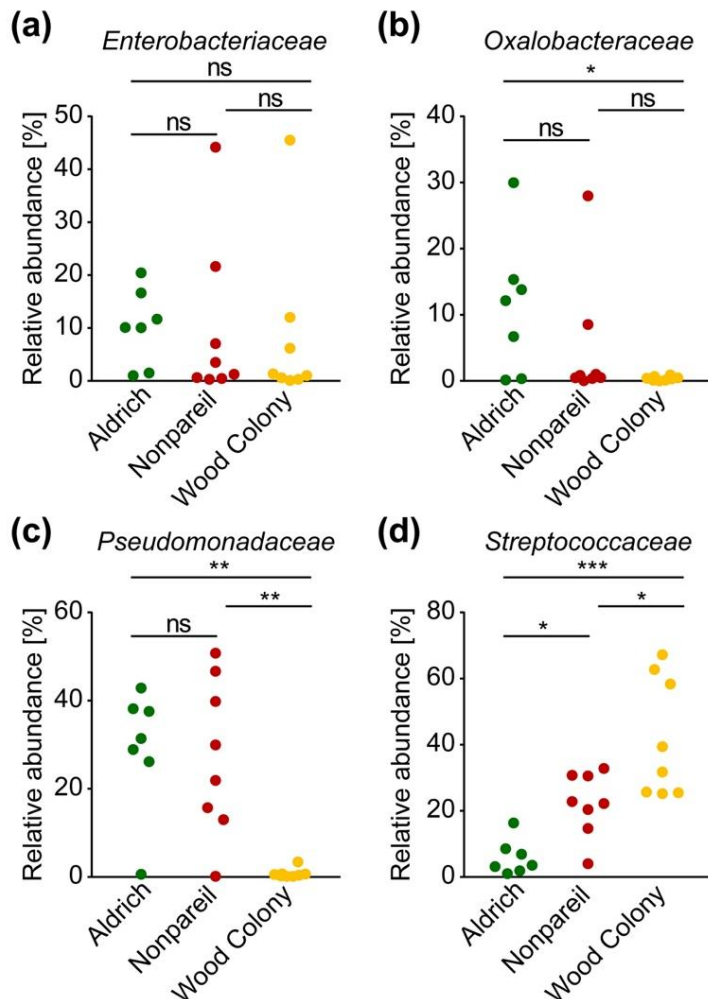 (a)
Enterobacteriaceae
ns
ns
ns
Relative abundance [%]
50
40
30
20
10
0
Aldrich
Nonpareil
Wood Colony
(b)
Oxalobacteraceae
*
ns
ns
Relative abundance [%]
40
30
20
10
0
Aldrich
Nonpareil
Wood Colony
(c)
Pseudomonadaceae
**
**
ns
Relative abundance [%]
60
40
20
0
Aldrich
Nonpareil
Wood Colony
(d)
Streptococcaceae
***
*
*
Relative abundance [%]
80
60
40
20
0
Aldrich
Nonpareil
Wood Colony